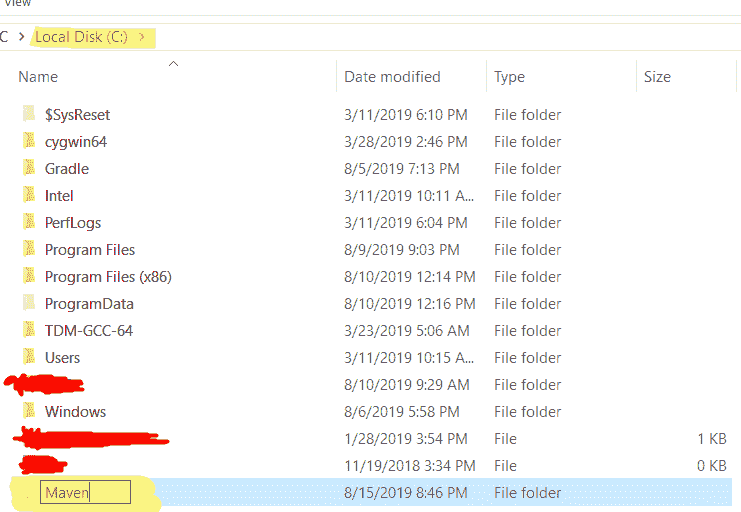 View
C > Local Disk (C:) >
Name Date modified Type Size
$SysReset 3/11/2019 6:10 PM File folder
cygwin64 3/28/2019 2:46 PM File folder
Gradle 8/5/2019 7:13 PM File folder
Intel 3/11/2019 10:11 A... File folder
PerfLogs 3/11/2019 6:04 PM File folder
Program Files 8/9/2019 9:03 PM File folder
Program Files (x86) 8/10/2019 12:14 PM File folder
ProgramData 8/10/2019 12:16 PM File folder
TDM-GCC-64 3/23/2019 5:06 AM File folder
Users 3/11/2019 10:15 A... File folder
8/10/2019 9:29 AM File folder
Windows 8/6/2019 5:58 PM File folder
1/28/2019 3:54 PM File 1 KB
11/19/2018 3:34 PM File 0 KB
Maven 8/15/2019 8:46 PM File folder